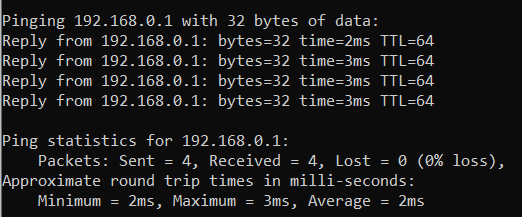 Pinging 192.168.0.1 with 32 bytes of data:
Reply from 192.168.0.1: bytes=32 time=2ms TTL=64
Reply from 192.168.0.1: bytes=32 time=3ms TTL=64
Reply from 192.168.0.1: bytes=32 time=3ms TTL=64
Reply from 192.168.0.1: bytes=32 time=3ms TTL=64
Ping statistics for 192.168.0.1:
Packets: Sent = 4, Received = 4, Lost = 0 (0% loss),
Approximate round trip times in milli-seconds:
Minimum = 2ms, Maximum = 3ms, Average = 2ms